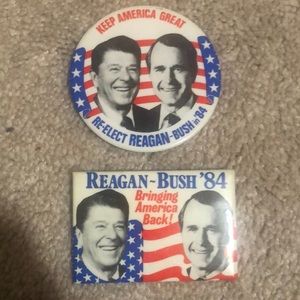 KEEP AMERICA GREAT
RE-ELECT REAGAN-BUSH in '84
REAGAN~BUSH '84
Bringing
America
Back!